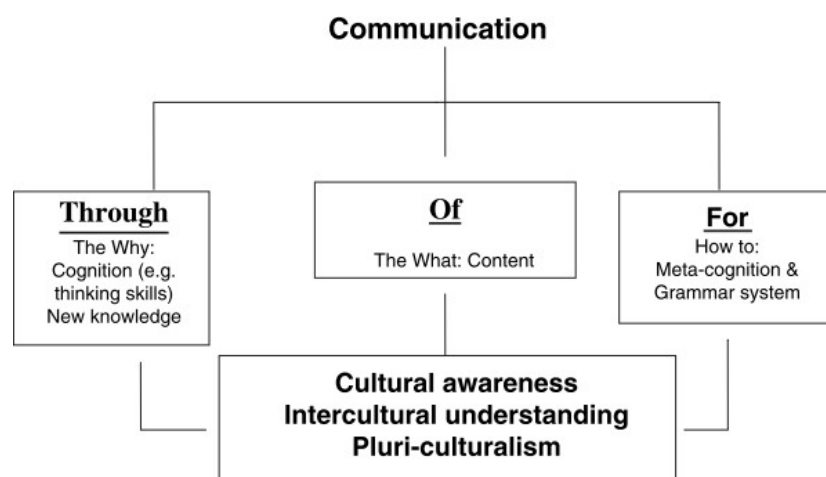 Communication
Through
The Why:
Cognition (e.g.
thinking skills)
New knowledge
Of
The What: Content
For
How to:
Meta-cognition &
Grammar system
Cultural awareness
Intercultural understanding
Pluri-culturalism